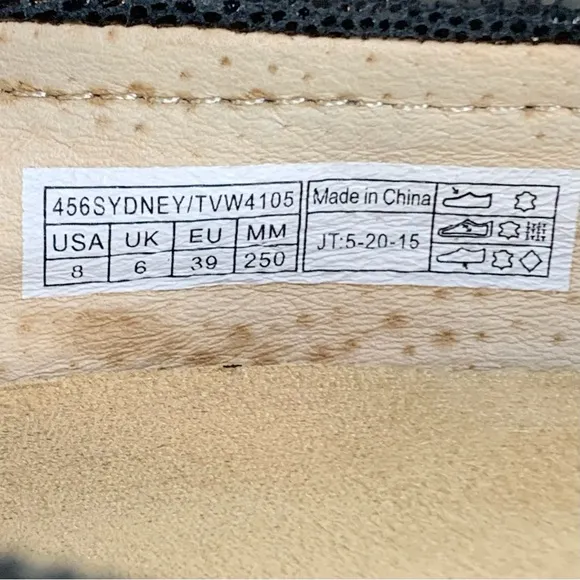 456SYDNEY/TVW4105
USA UK EU MM
8 6 39 250
Made in China
JT:5-20-15